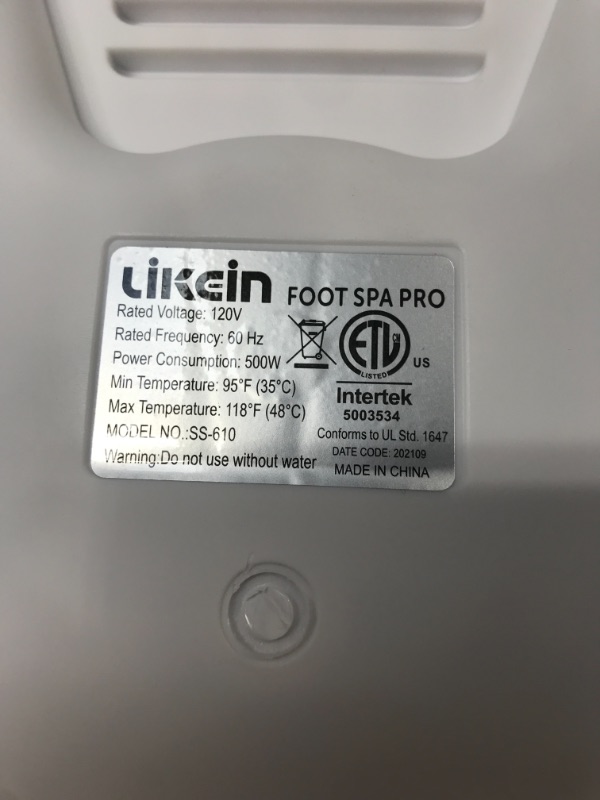 LiKEin FOOT SPA PRO
Rated Voltage: 120V
Rated Frequency: 60 Hz
Power Consumption: 500W
Min Temperature: 95°F (35°C)
Max Temperature: 118°F (48°C)
MODEL NO.:SS-610
Warning:Do not use without water
ETL
LISTED
US
Intertek
5003534
Conforms to UL Std. 1647
DATE CODE: 202109
MADE IN CHINA